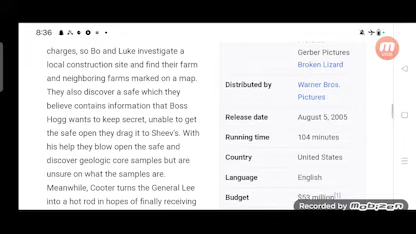 8:36
charges, so Bo and Luke investigate a
local construction site and find their farm
and neighboring farms marked on a map.
They also discover a safe which they
believe contains information that Boss
Hogg wants to keep secret, unable to get
the safe open they drag it to Sheev's. With
his help they blow open the safe and
discover geologic core samples but are
unsure on what the samples are.
Meanwhile, Cooter turns the General Lee
into a hot rod in hopes of finally receiving
Gerber Pictures
Broken Lizard
Distributed by
Warner Bros.
Pictures
Release date
August 5, 2005
Running time
104 minutes
Country
United States
Language
English
Budget
$53 million[1]
Recorded by
MOBIZEN